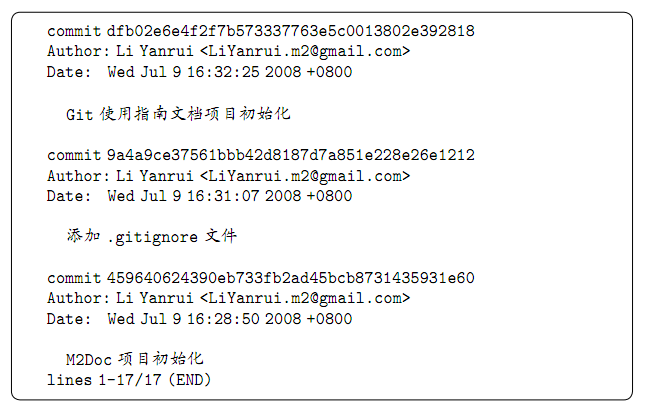 commit dfb02e6e4f2f7b573337763e5c0013802e392818
Author: Li Yanrui <LiYanrui.m2@gmail.com>
Date: Wed Jul 9 16:32:25 2008 +0800
Git 使用指南文档项目初始化
commit 9a4a9ce37561bbb42d8187d7a851e228e26e1212
Author: Li Yanrui <LiYanrui.m2@gmail.com>
Date: Wed Jul 9 16:31:07 2008 +0800
添加 .gitignore 文件
commit 459640624390eb733fb2ad45bcb8731435931e60
Author: Li Yanrui <LiYanrui.m2@gmail.com>
Date: Wed Jul 9 16:28:50 2008 +0800
M2Doc 项目初始化
lines 1-17/17 (END)